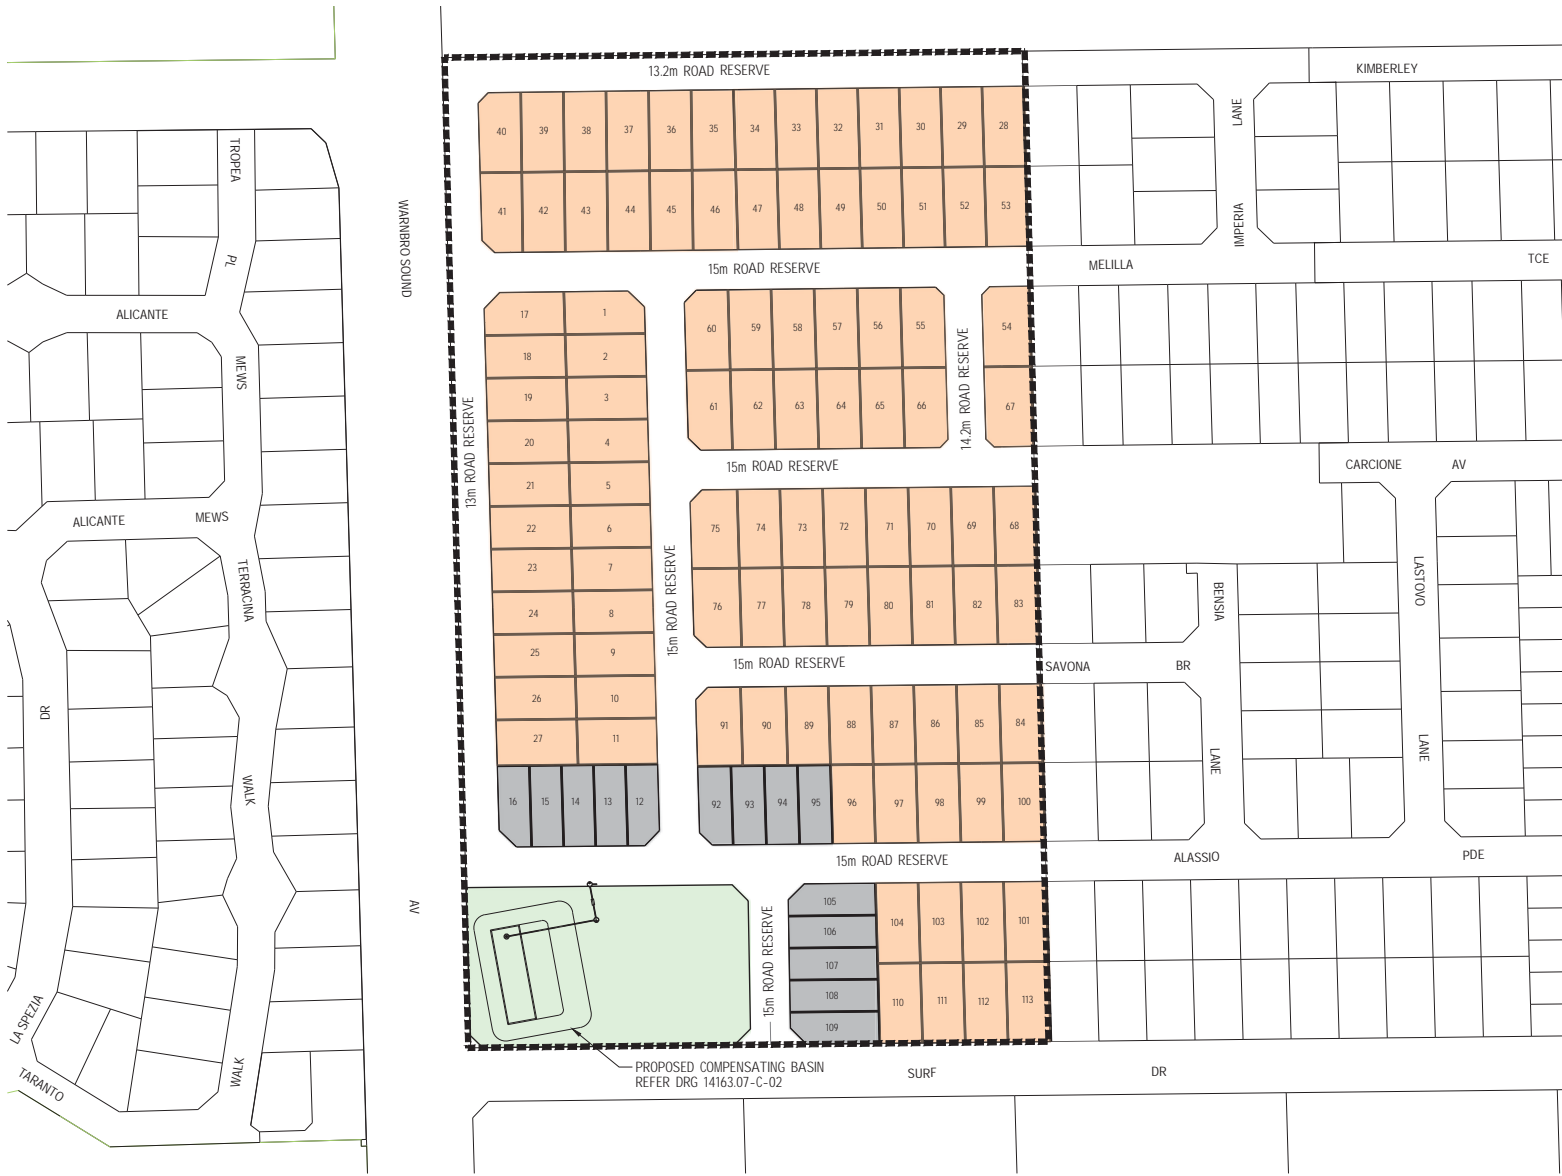 13.2m ROAD RESERVE
KIMBERLEY
40 39 38 37 36 35 34 33 32 31 30 29 28
LANE
TROPEA
41 42 43 44 45 46 47 48 49 50 51 52 53
IMPERIA
WARNBRO SOUND
PL
15m ROAD RESERVE
MELILLA
TCE
ALICANTE
17 1
60 59 58 57 56 55
54
18 2
MEWS
14.2m ROAD RESERVE
19 3
61 62 63 64 65 66
67
13m ROAD RESERVE
20 4
15m ROAD RESERVE
CARCIONE
AV
21 5
ALICANTE
MEWS
22 6
75 74 73 72 71 70 69 68
23 7
TERRACINA
15m ROAD RESERVE
24 8
76 77 78 79 80 81 82 83
BENSIA
LASTOVO
25 9
15m ROAD RESERVE
SAVONA
BR
26 10
DR
27 11
91 90 89 88 87 86 85 84
LANE
LANE
WALK
16 15 14 13 12
92 93 94 95 96 97 98 99 100
15m ROAD RESERVE
ALASSIO
PDE
AV
105
106
107
108
109
104 103 102 101
110 111 112 113
15m ROAD RESERVE
LA SPEZIA
TARANTO
WALK
PROPOSED COMPENSATING BASIN
REFER DRG 14163.07-C-02
SURF
DR